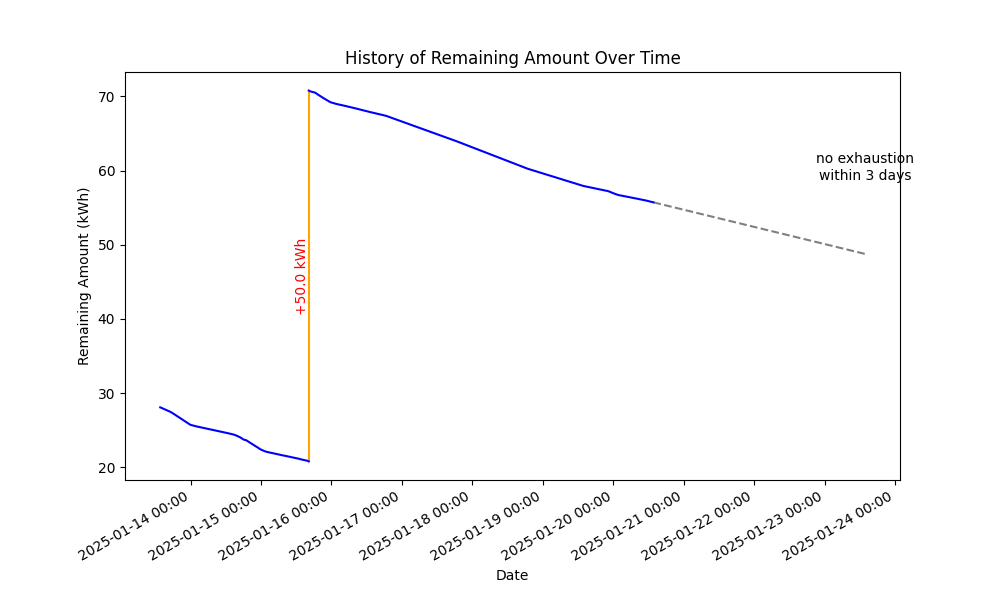 History of Remaining Amount Over Time
Remaining Amount (kWh)
70
60
50
40
30
20
+50.0 kWh
no exhaustion
within 3 days
2025-01-14 00:00
2025-01-15 00:00
2025-01-16 00:00
2025-01-17 00:00
2025-01-18 00:00
2025-01-19 00:00
2025-01-20 00:00
2025-01-21 00:00
2025-01-22 00:00
2025-01-23 00:00
2025-01-24 00:00
Date